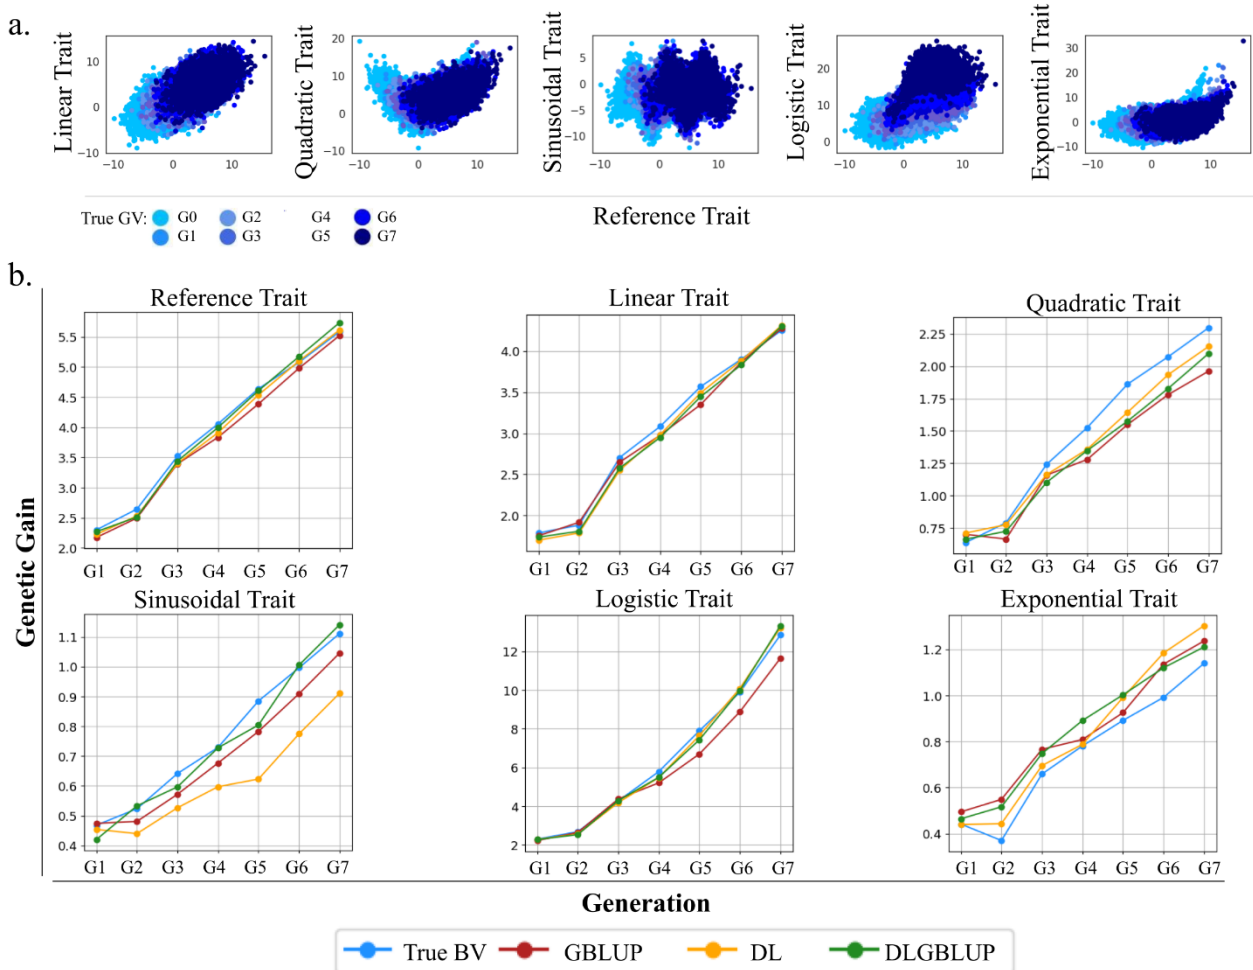 a.
Linear Trait
10
0
−10
−10
0
10
Quadratic Trait
20
10
0
−10
0
10
Sinusoidal Trait
5
0
−5
−10
−10
0
10
Logistic Trait
20
10
0
−10
0
10
Exponential Trait
30
20
10
0
−10
−10
0
10
True GV: G0 G2 G4 G6
G1 G3 G5 G7
Reference Trait
b.
Genetic Gain
Reference Trait
5.5
5.0
4.5
4.0
3.5
3.0
2.5
2.0
G1 G2 G3 G4 G5 G6 G7
Linear Trait
4.0
3.5
3.0
2.5
2.0
G1 G2 G3 G4 G5 G6 G7
Quadratic Trait
2.25
2.00
1.75
1.50
1.25
1.00
0.75
G1 G2 G3 G4 G5 G6 G7
Sinusoidal Trait
1.1
1.0
0.9
0.8
0.7
0.6
0.5
0.4
G1 G2 G3 G4 G5 G6 G7
Logistic Trait
12
10
8
6
4
2
G1 G2 G3 G4 G5 G6 G7
Exponential Trait
1.2
1.0
0.8
0.6
0.4
G1 G2 G3 G4 G5 G6 G7
Generation
True BV GBLUP DL DLGBLUP